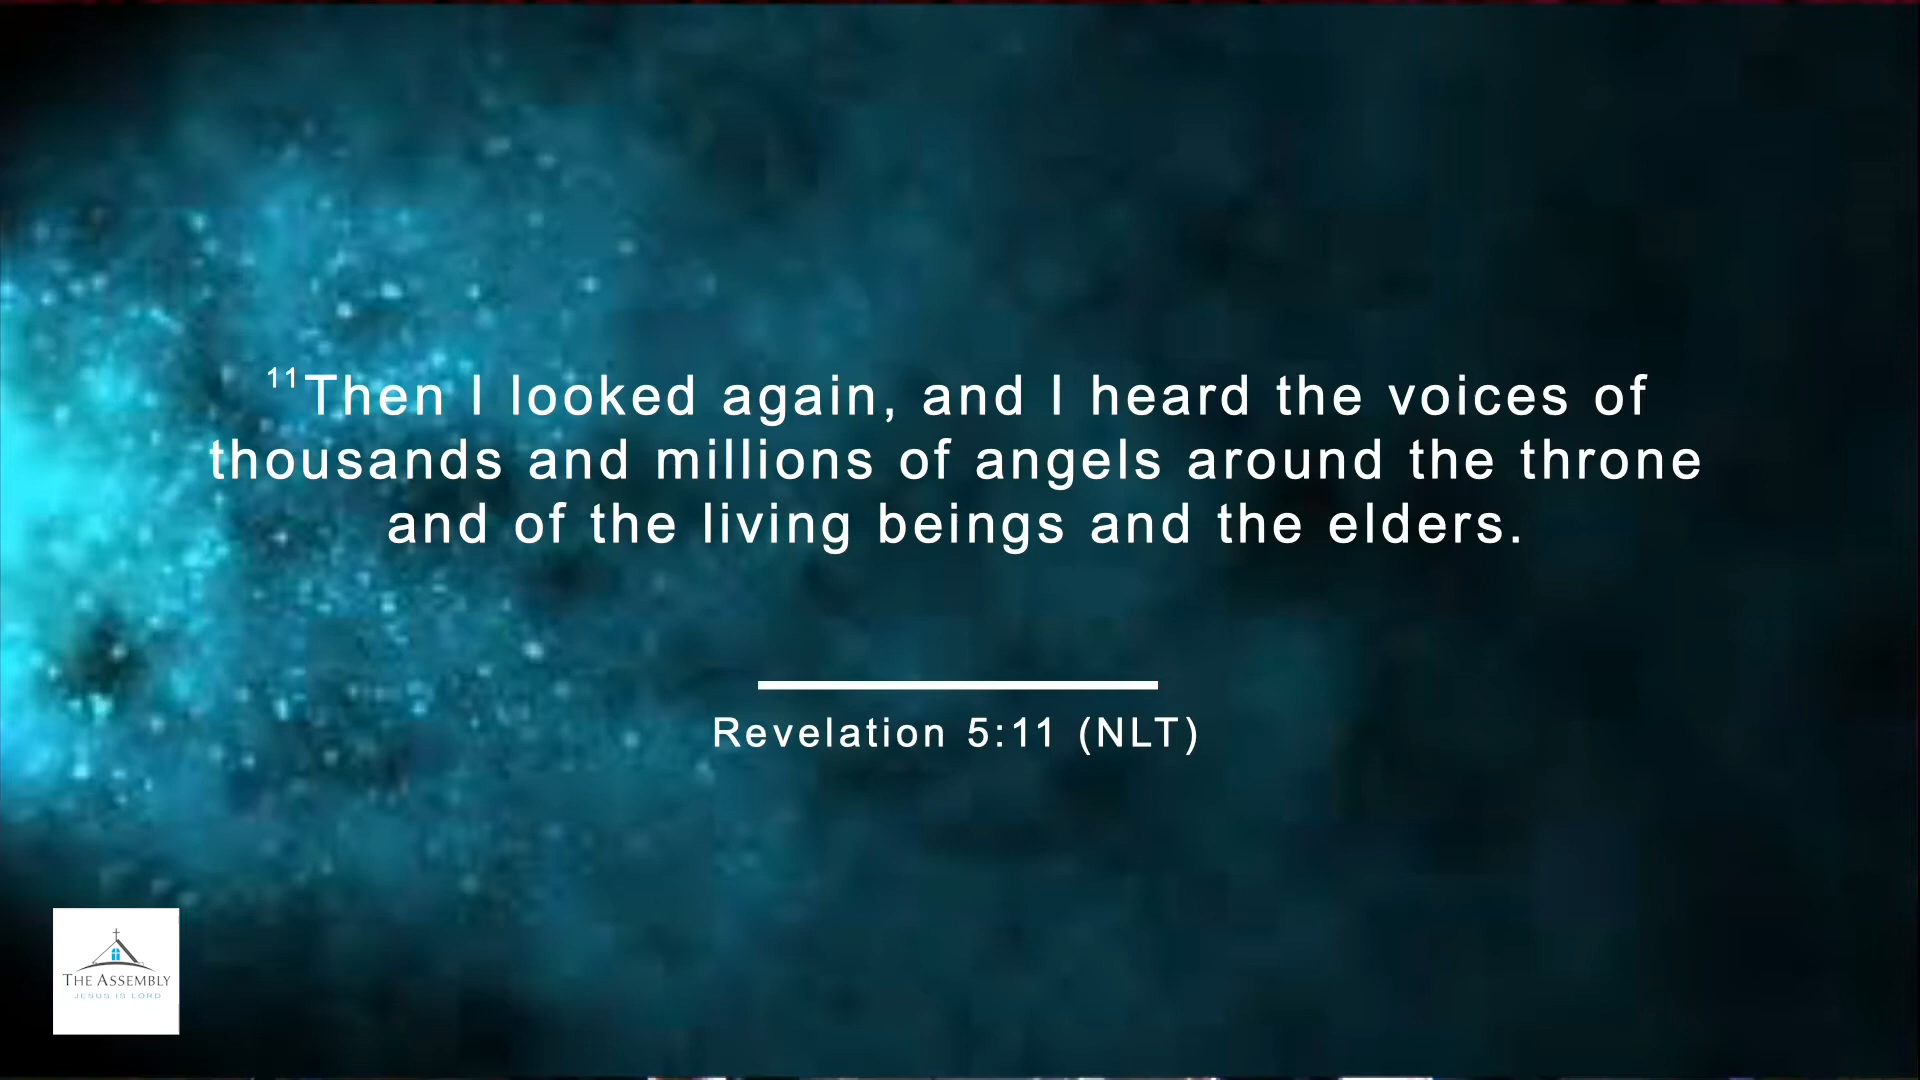 ¹¹Then I looked again, and I heard the voices of
thousands and millions of angels around the throne
and of the living beings and the elders.
Revelation 5:11 (NLT)
THE ASSEMBLY
JESUS IS LORD